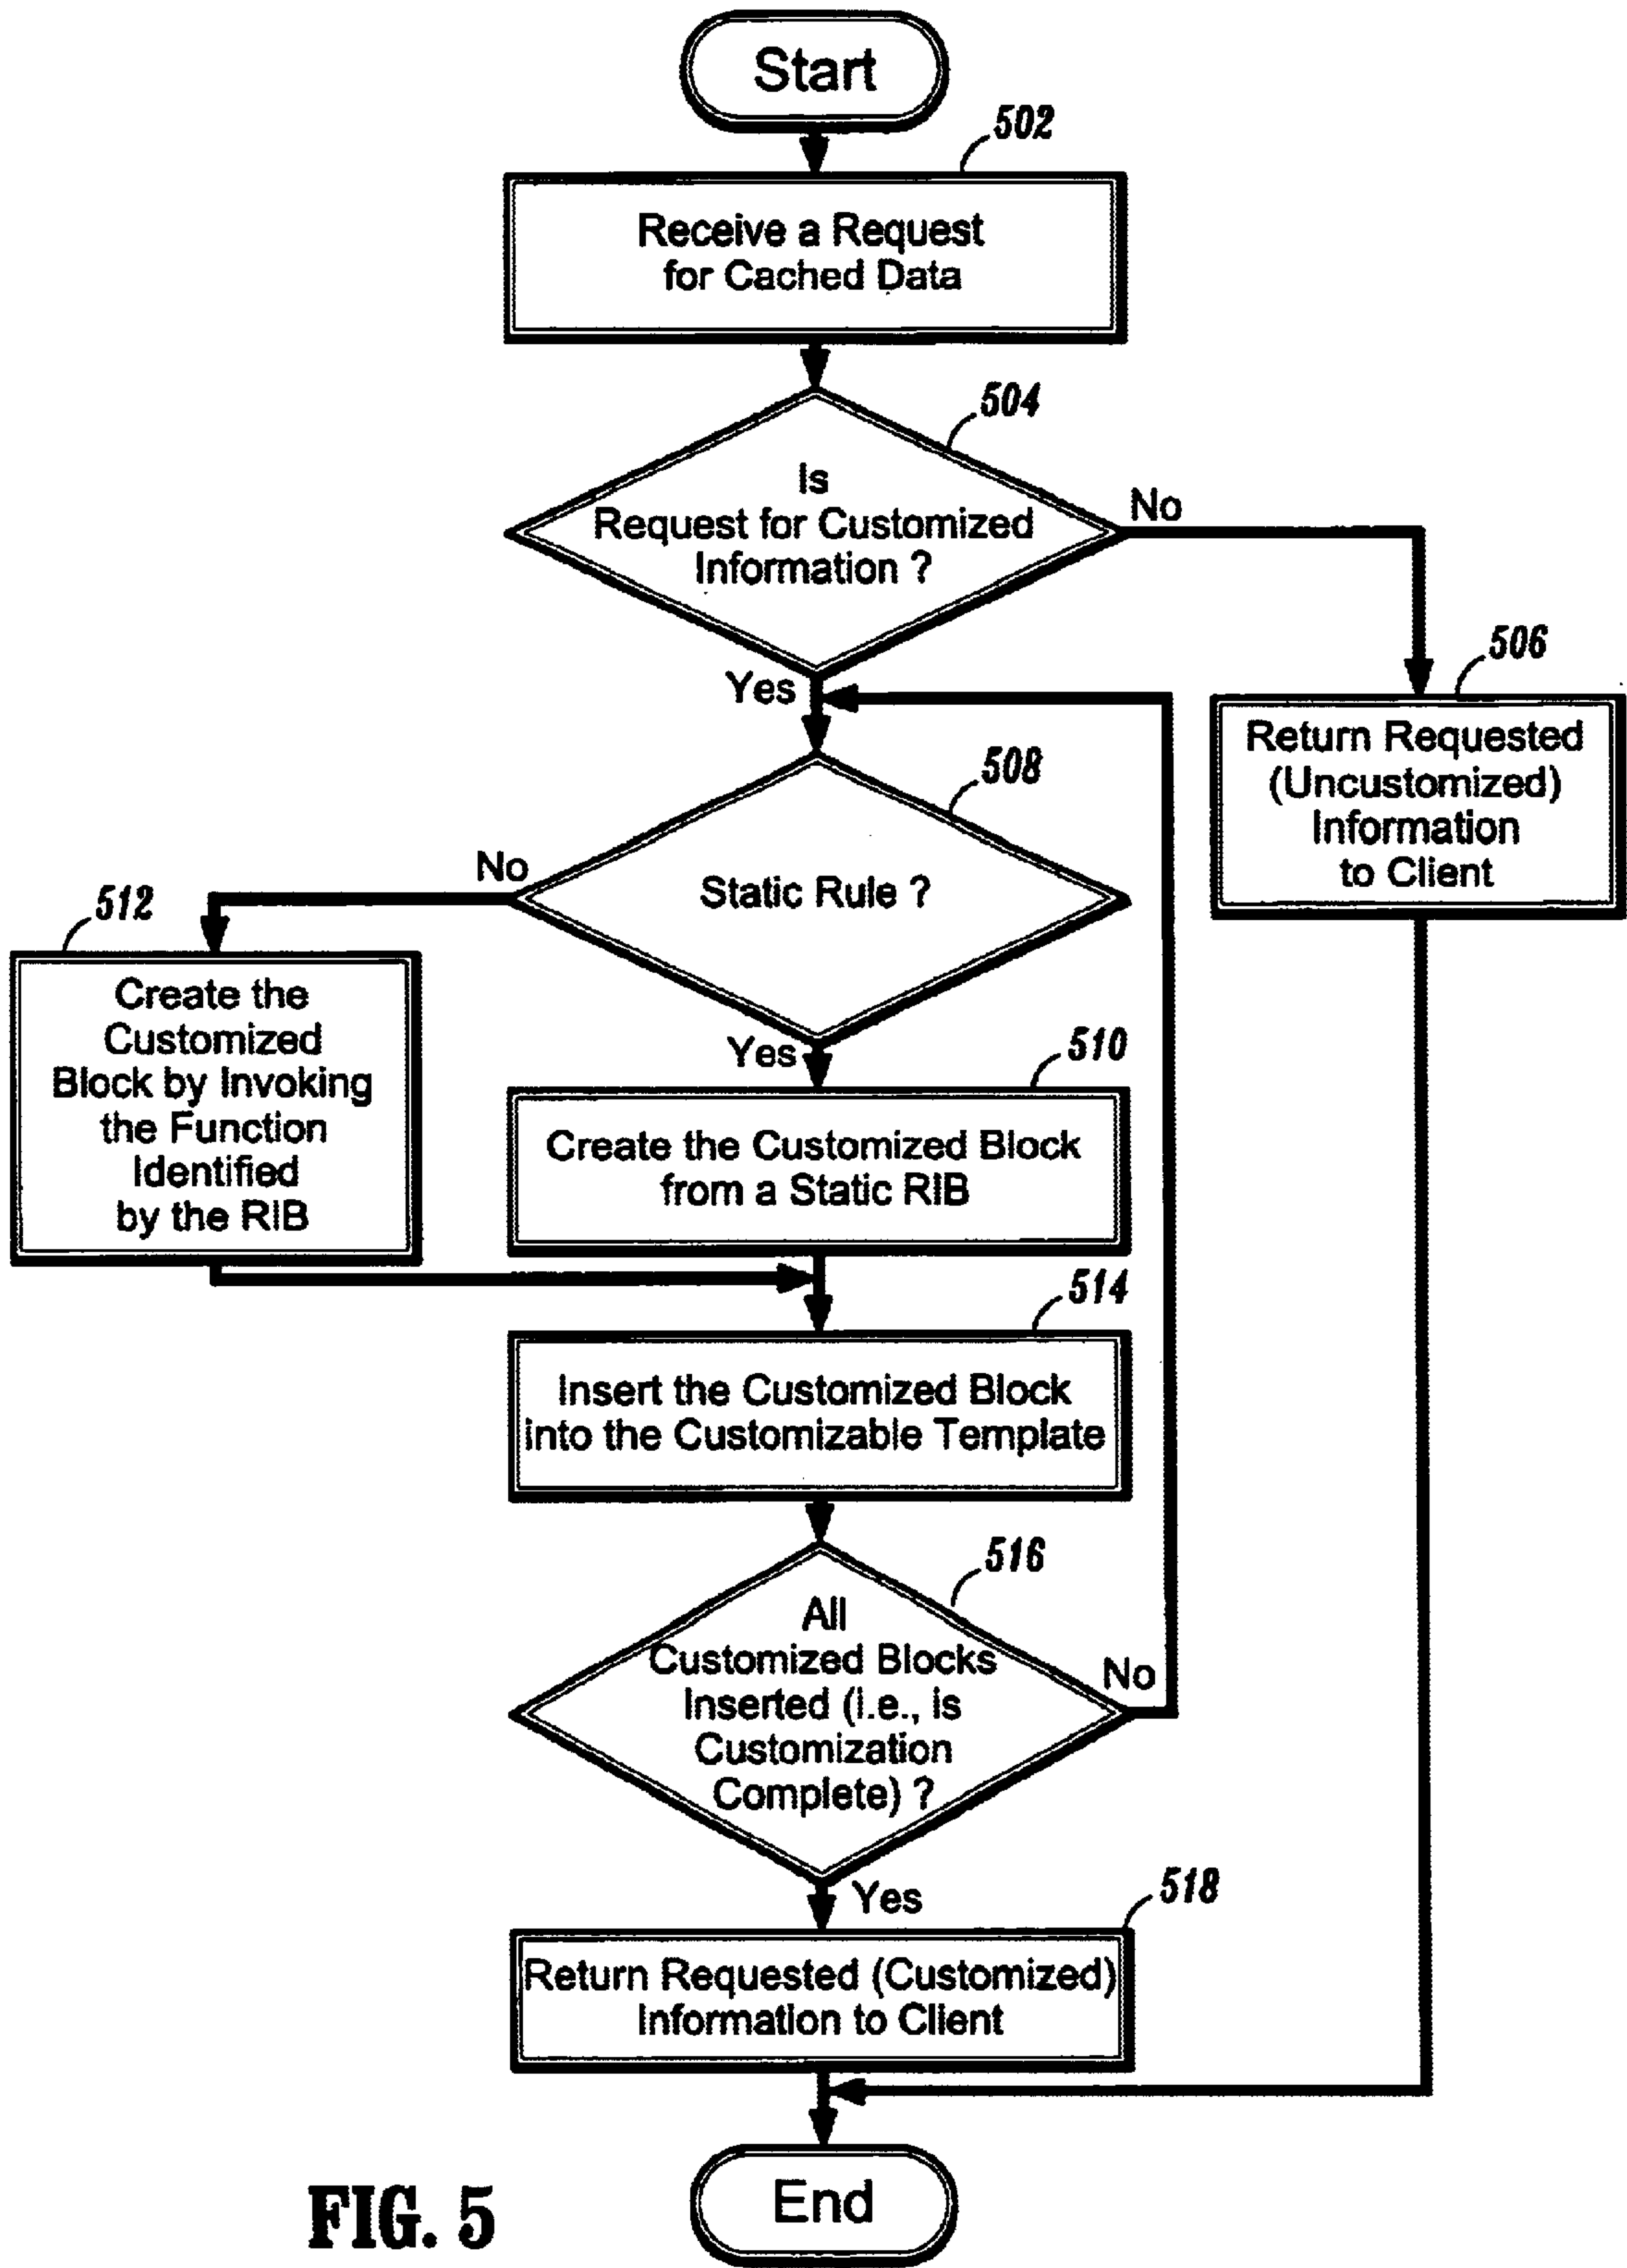 Start
502
Receive a Request
for Cached Data
504
Is
Request for Customized
Information ?
No
Yes
506
Return Requested
(Uncustomized)
Information
to Client
508
Static Rule ?
No
Yes
512
Create the
Customized
Block by Invoking
the Function
Identified
by the RIB
510
Create the Customized Block
from a Static RIB
514
Insert the Customized Block
into the Customizable Template
516
All
Customized Blocks
Inserted (i.e., is
Customization
Complete) ?
No
Yes
518
Return Requested (Customized)
Information to Client
End
FIG. 5